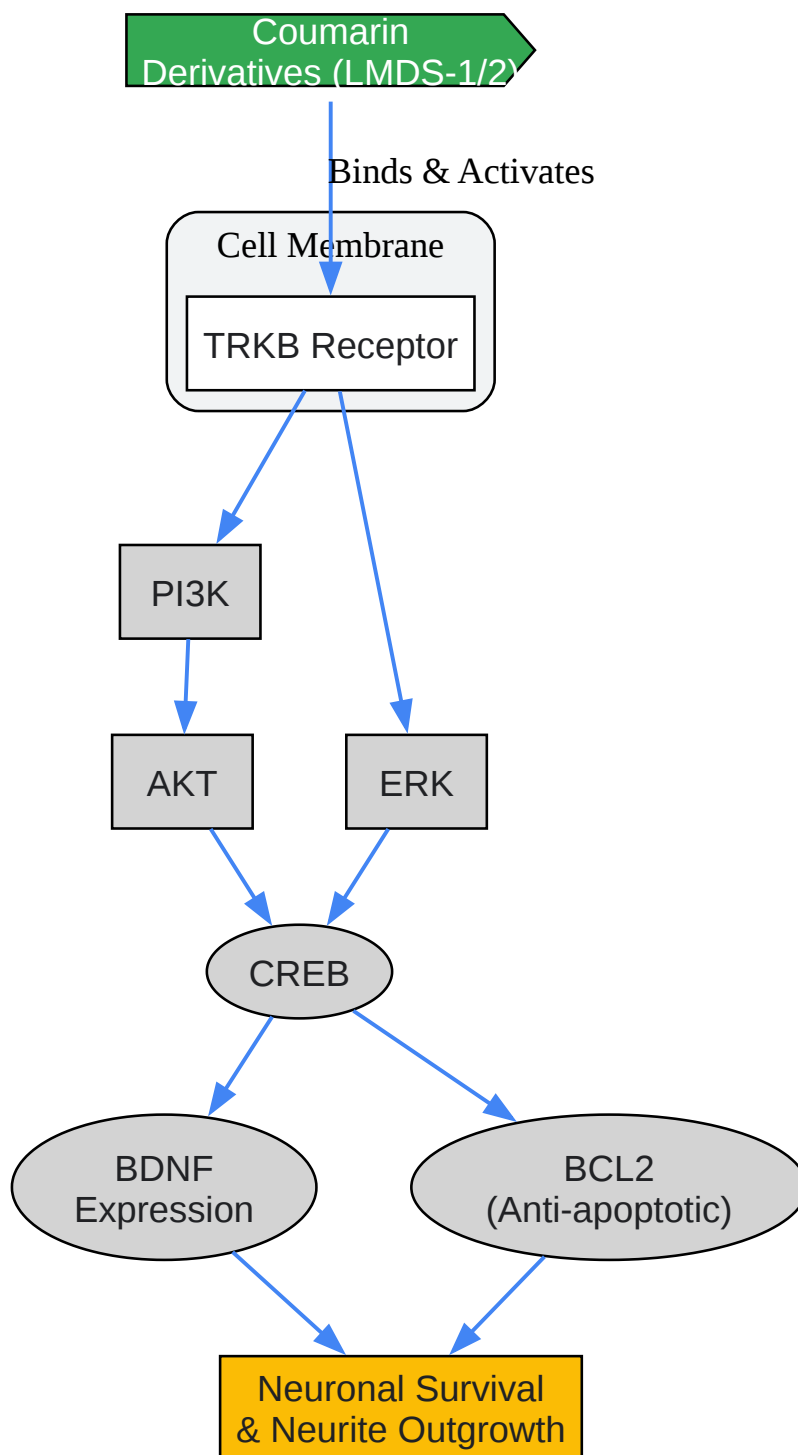 Coumarin
Derivatives (LMDS-1/2)
Binds & Activates
Cell Membrane
TRKB Receptor
PI3K
AKT
ERK
CREB
BDNF
Expression
BCL2
(Anti-apoptotic)
Neuronal Survival
& Neurite Outgrowth